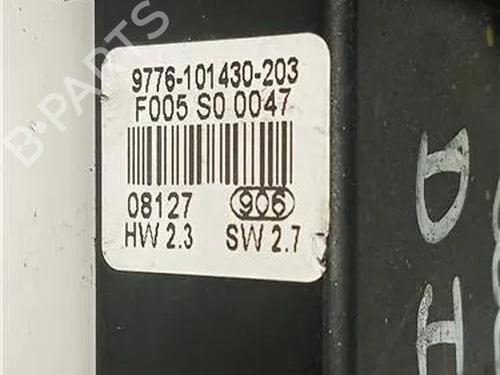 B-PARTS
9776-101430-203
F005 S0 0047
08127 906
HW 2.3 SW 2.7